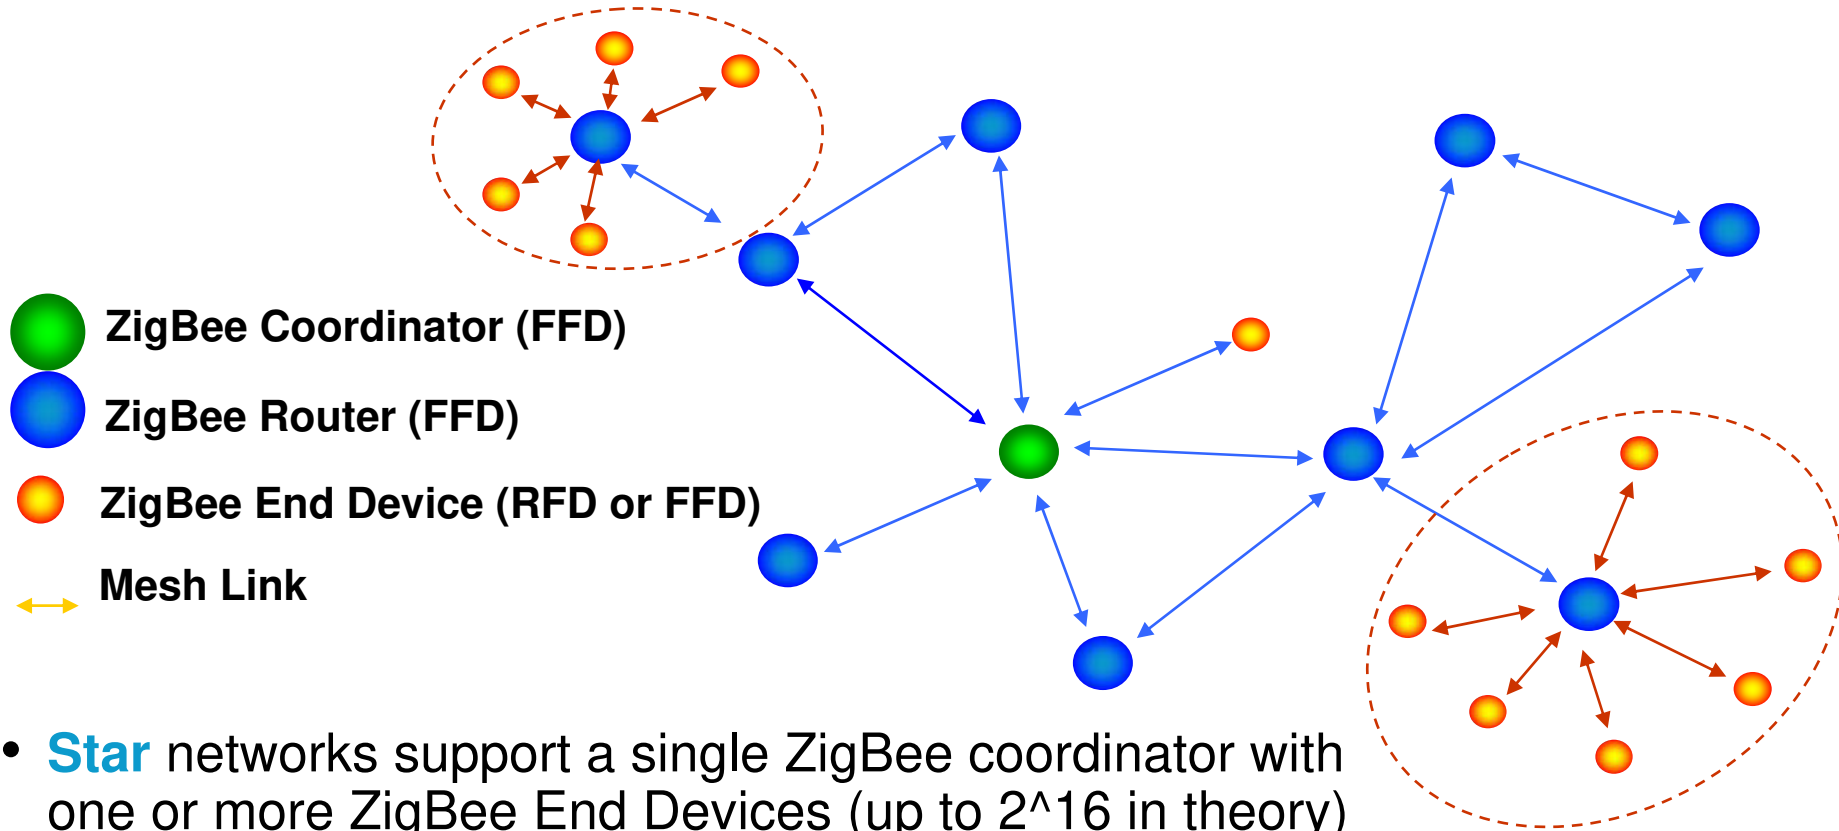 ZigBee Coordinator (FFD)
ZigBee Router (FFD)
ZigBee End Device (RFD or FFD)
Mesh Link
• Star networks support a single ZigBee coordinator with
one or more ZigBee End Devices (up to 2^16 in theory)